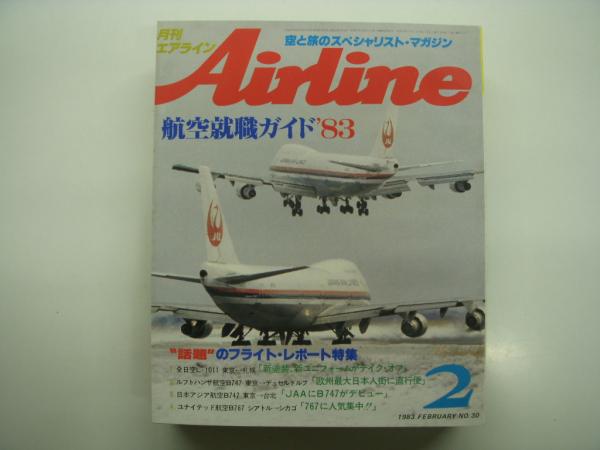 月刊
エアライン
空と旅のスペシャリスト・マガジン
Airline
航空就職ガイド'83
JAPAN AIR LINES
JAL
"話題"のフライト・レポート特集
全日空L-1011 東京→札幌「新塗装、新ユニフォームがテイク・オフ」
ルフトハンザ航空B747 東京→デュセルドルフ「欧州最大日本人街に直行便」
日本アジア航空B747 東京→台北「JAAにB747がデビュー」
ユナイテッド航空B767 シアトル→シカゴ「767に人気集中!!」
2
1983 FEBRUARY・NO.30